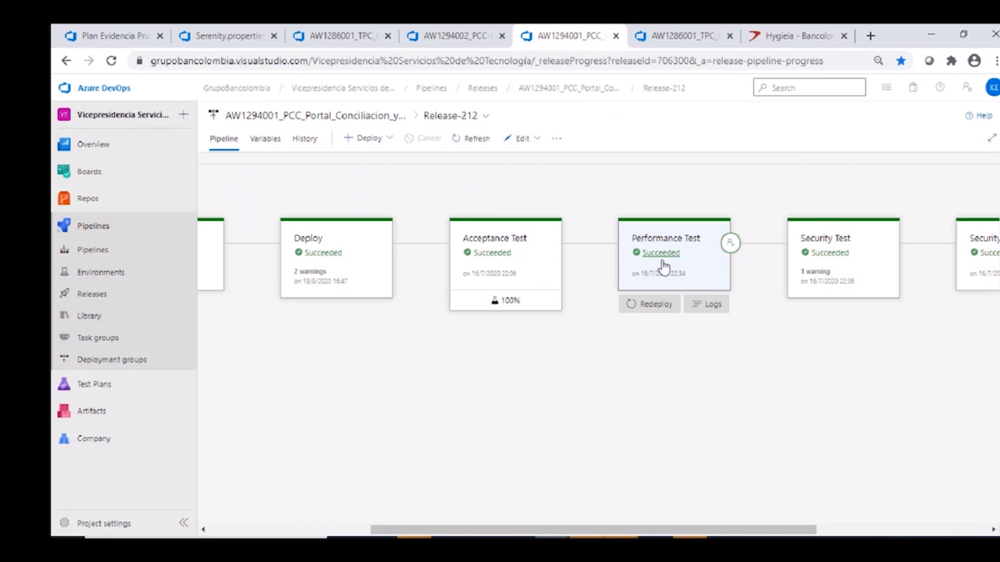 Plan Evidencia Pru
Serenity.properties
AW1286001_TPC_
AW1294002_PCC-
AW1294001_PCC_
AW1286001_TPC_
Hygieia - Bancolo
grupobancolombia.visualstudio.com/Vicepresidencia%20Servicios%20de%20Tecnología/_releaseProgress?releaseId=706300&_a=release-pipeline-progress
Azure DevOps
GrupoBancolombia / Vicepresidencia Servicios de... / Pipelines / Releases / AW1294001_PCC_Portal_Co... / Release-212
Search
KE
VT Vicepresidencia Servici...
AW1294001_PCC_Portal_Conciliacion_y... > Release-212
Help
Pipeline Variables History Deploy Cancel Refresh Edit ...
Overview
Boards
Repos
Pipelines
Pipelines
Environments
Releases
Library
Task groups
Deployment groups
Test Plans
Artifacts
Company
Project settings
Deploy
Succeeded
2 warnings
on 18/8/2020 16:47
Acceptance Test
Succeeded
on 16/7/2020 22:06
100%
Performance Test
Succeeded
on 16/7/ 22:34
Redeploy
Logs
Security Test
Succeeded
1 warning
on 16/7/2020 22:36
Security
Succe
on 16/7/20